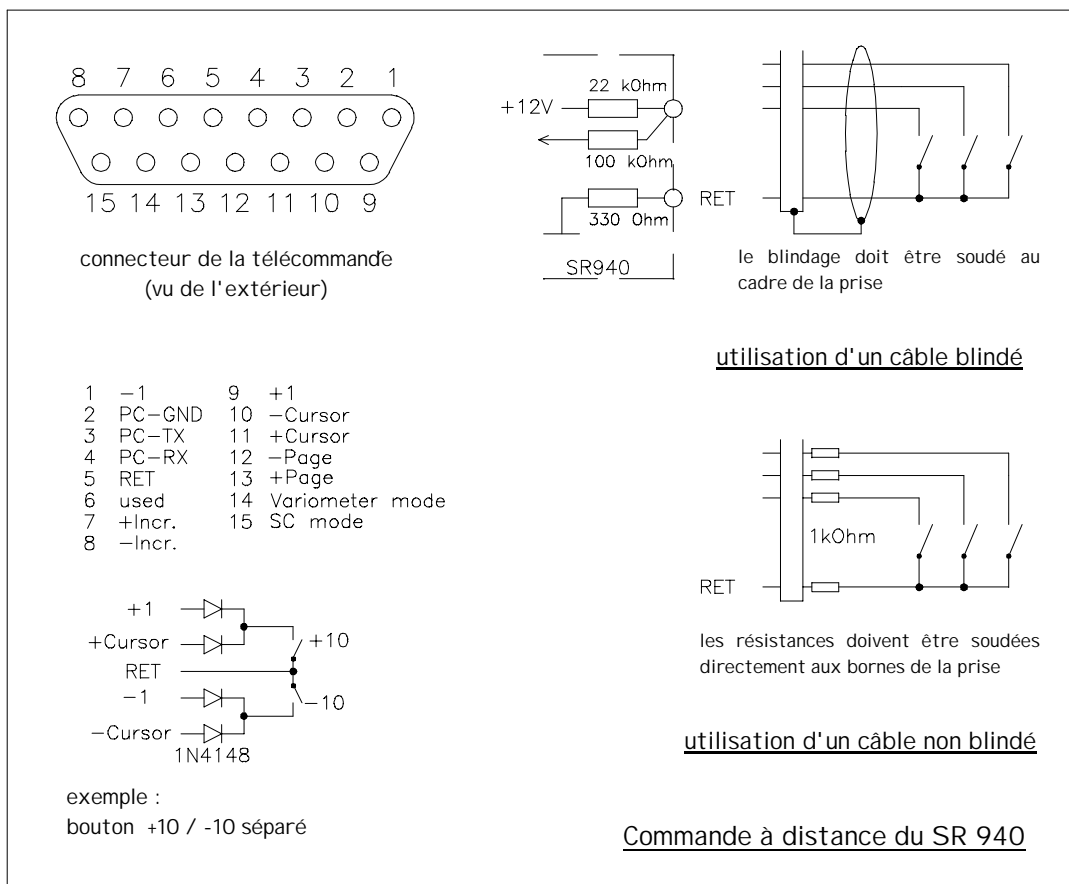 8 7 6 5 4 3 2 1
15 14 13 12 11 10 9
connecteur de la télécommande
(vu de l'extérieur)
22 kOhm
+12V
100 kOhm
RET
330 Ohm
SR940
le blindage doit être soudé au
cadre de la prise
utilisation d'un câble blindé
1 -1 9 +1
2 PC-GND 10 -Cursor
3 PC-TX 11 +Cursor
4 PC-RX 12 -Page
5 RET 13 +Page
6 used 14 Variometer mode
7 +Incr. 15 SC mode
8 -Incr.
1kOhm
RET
les résistances doivent être soudées
directement aux bornes de la prise
utilisation d'un câble non blindé
+1
+Cursor
+10
RET
-1
-10
-Cursor
1N4148
exemple :
bouton +10 / -10 séparé
Commande à distance du SR 940